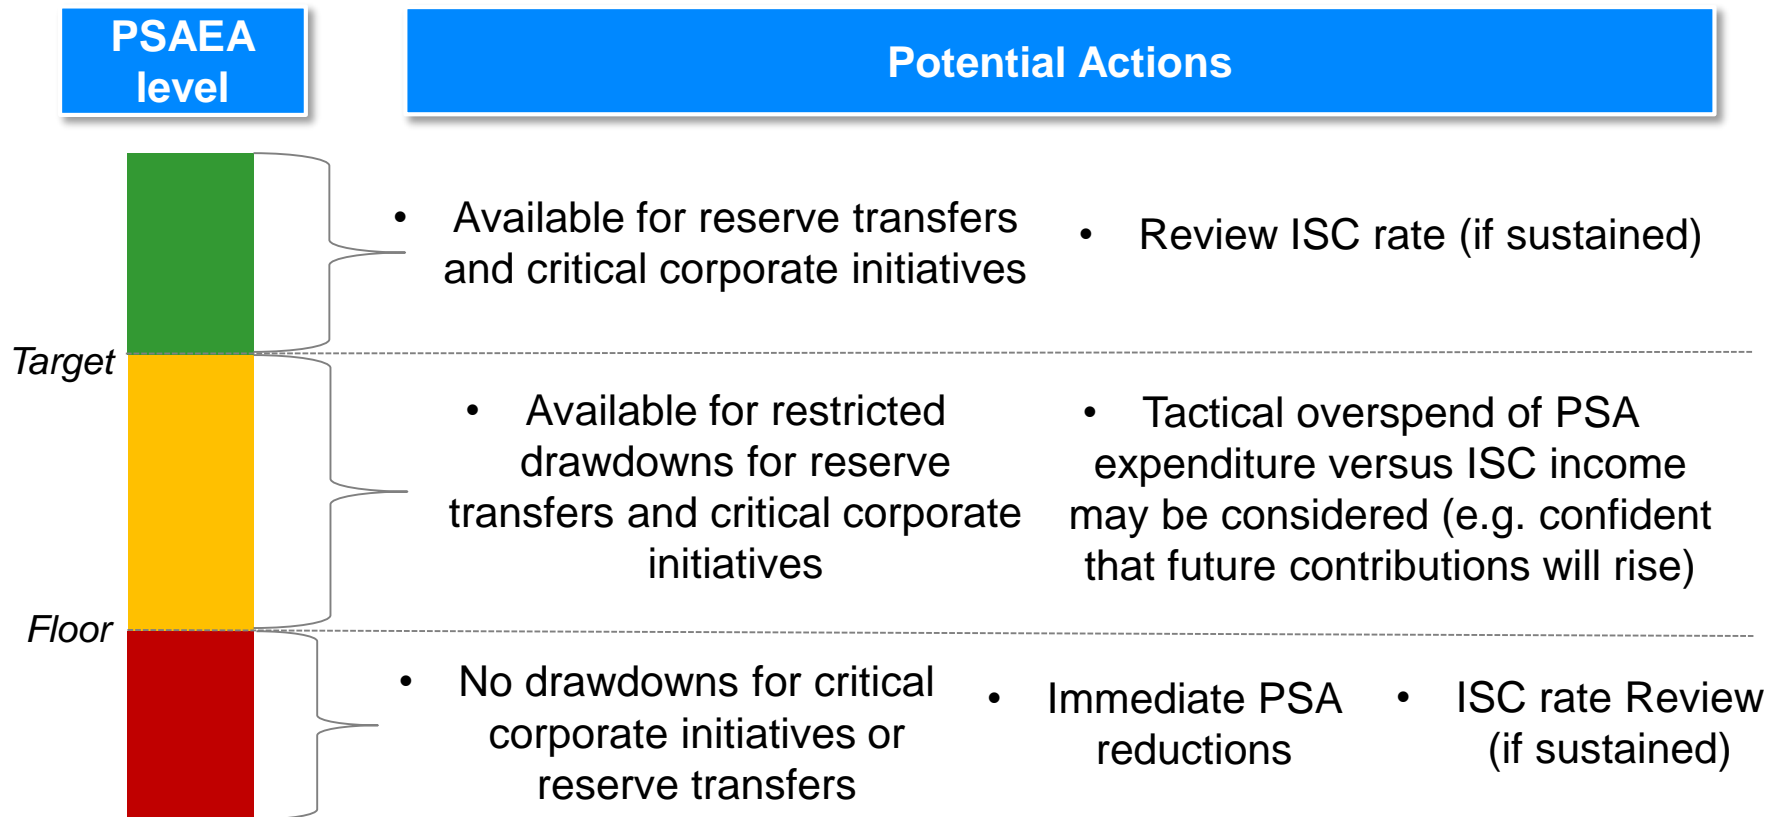 PSAEA
level
Potential Actions
• Available for reserve transfers
and critical corporate initiatives
• Review ISC rate (if sustained)
Target
• Available for restricted
drawdowns for reserve
transfers and critical corporate
initiatives
• Tactical overspend of PSA
expenditure versus ISC income
may be considered (e.g. confident
that future contributions will rise)
Floor
• No drawdowns for critical
corporate initiatives or
reserve transfers
• Immediate PSA
reductions
• ISC rate Review
(if sustained)